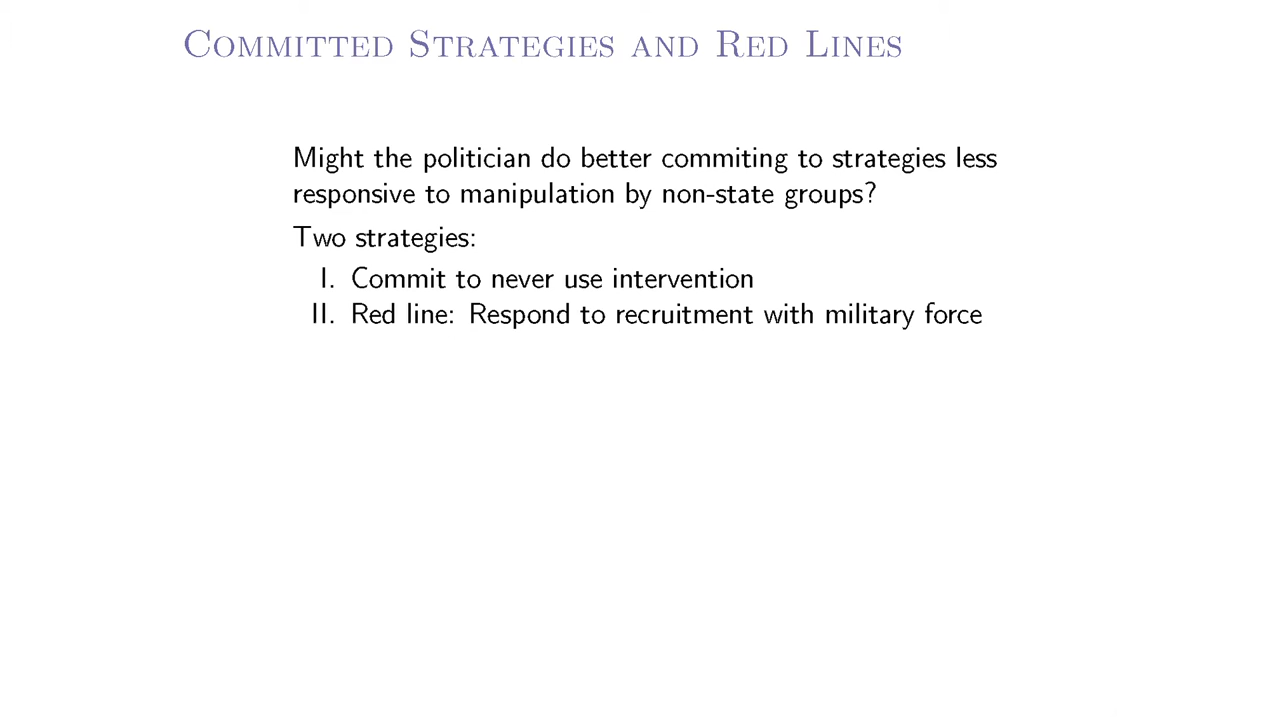 Committed Strategies and Red Lines
Might the politician do better commiting to strategies less
responsive to manipulation by non-state groups?
Two strategies:
I. Commit to never use intervention
II. Red line: Respond to recruitment with military force